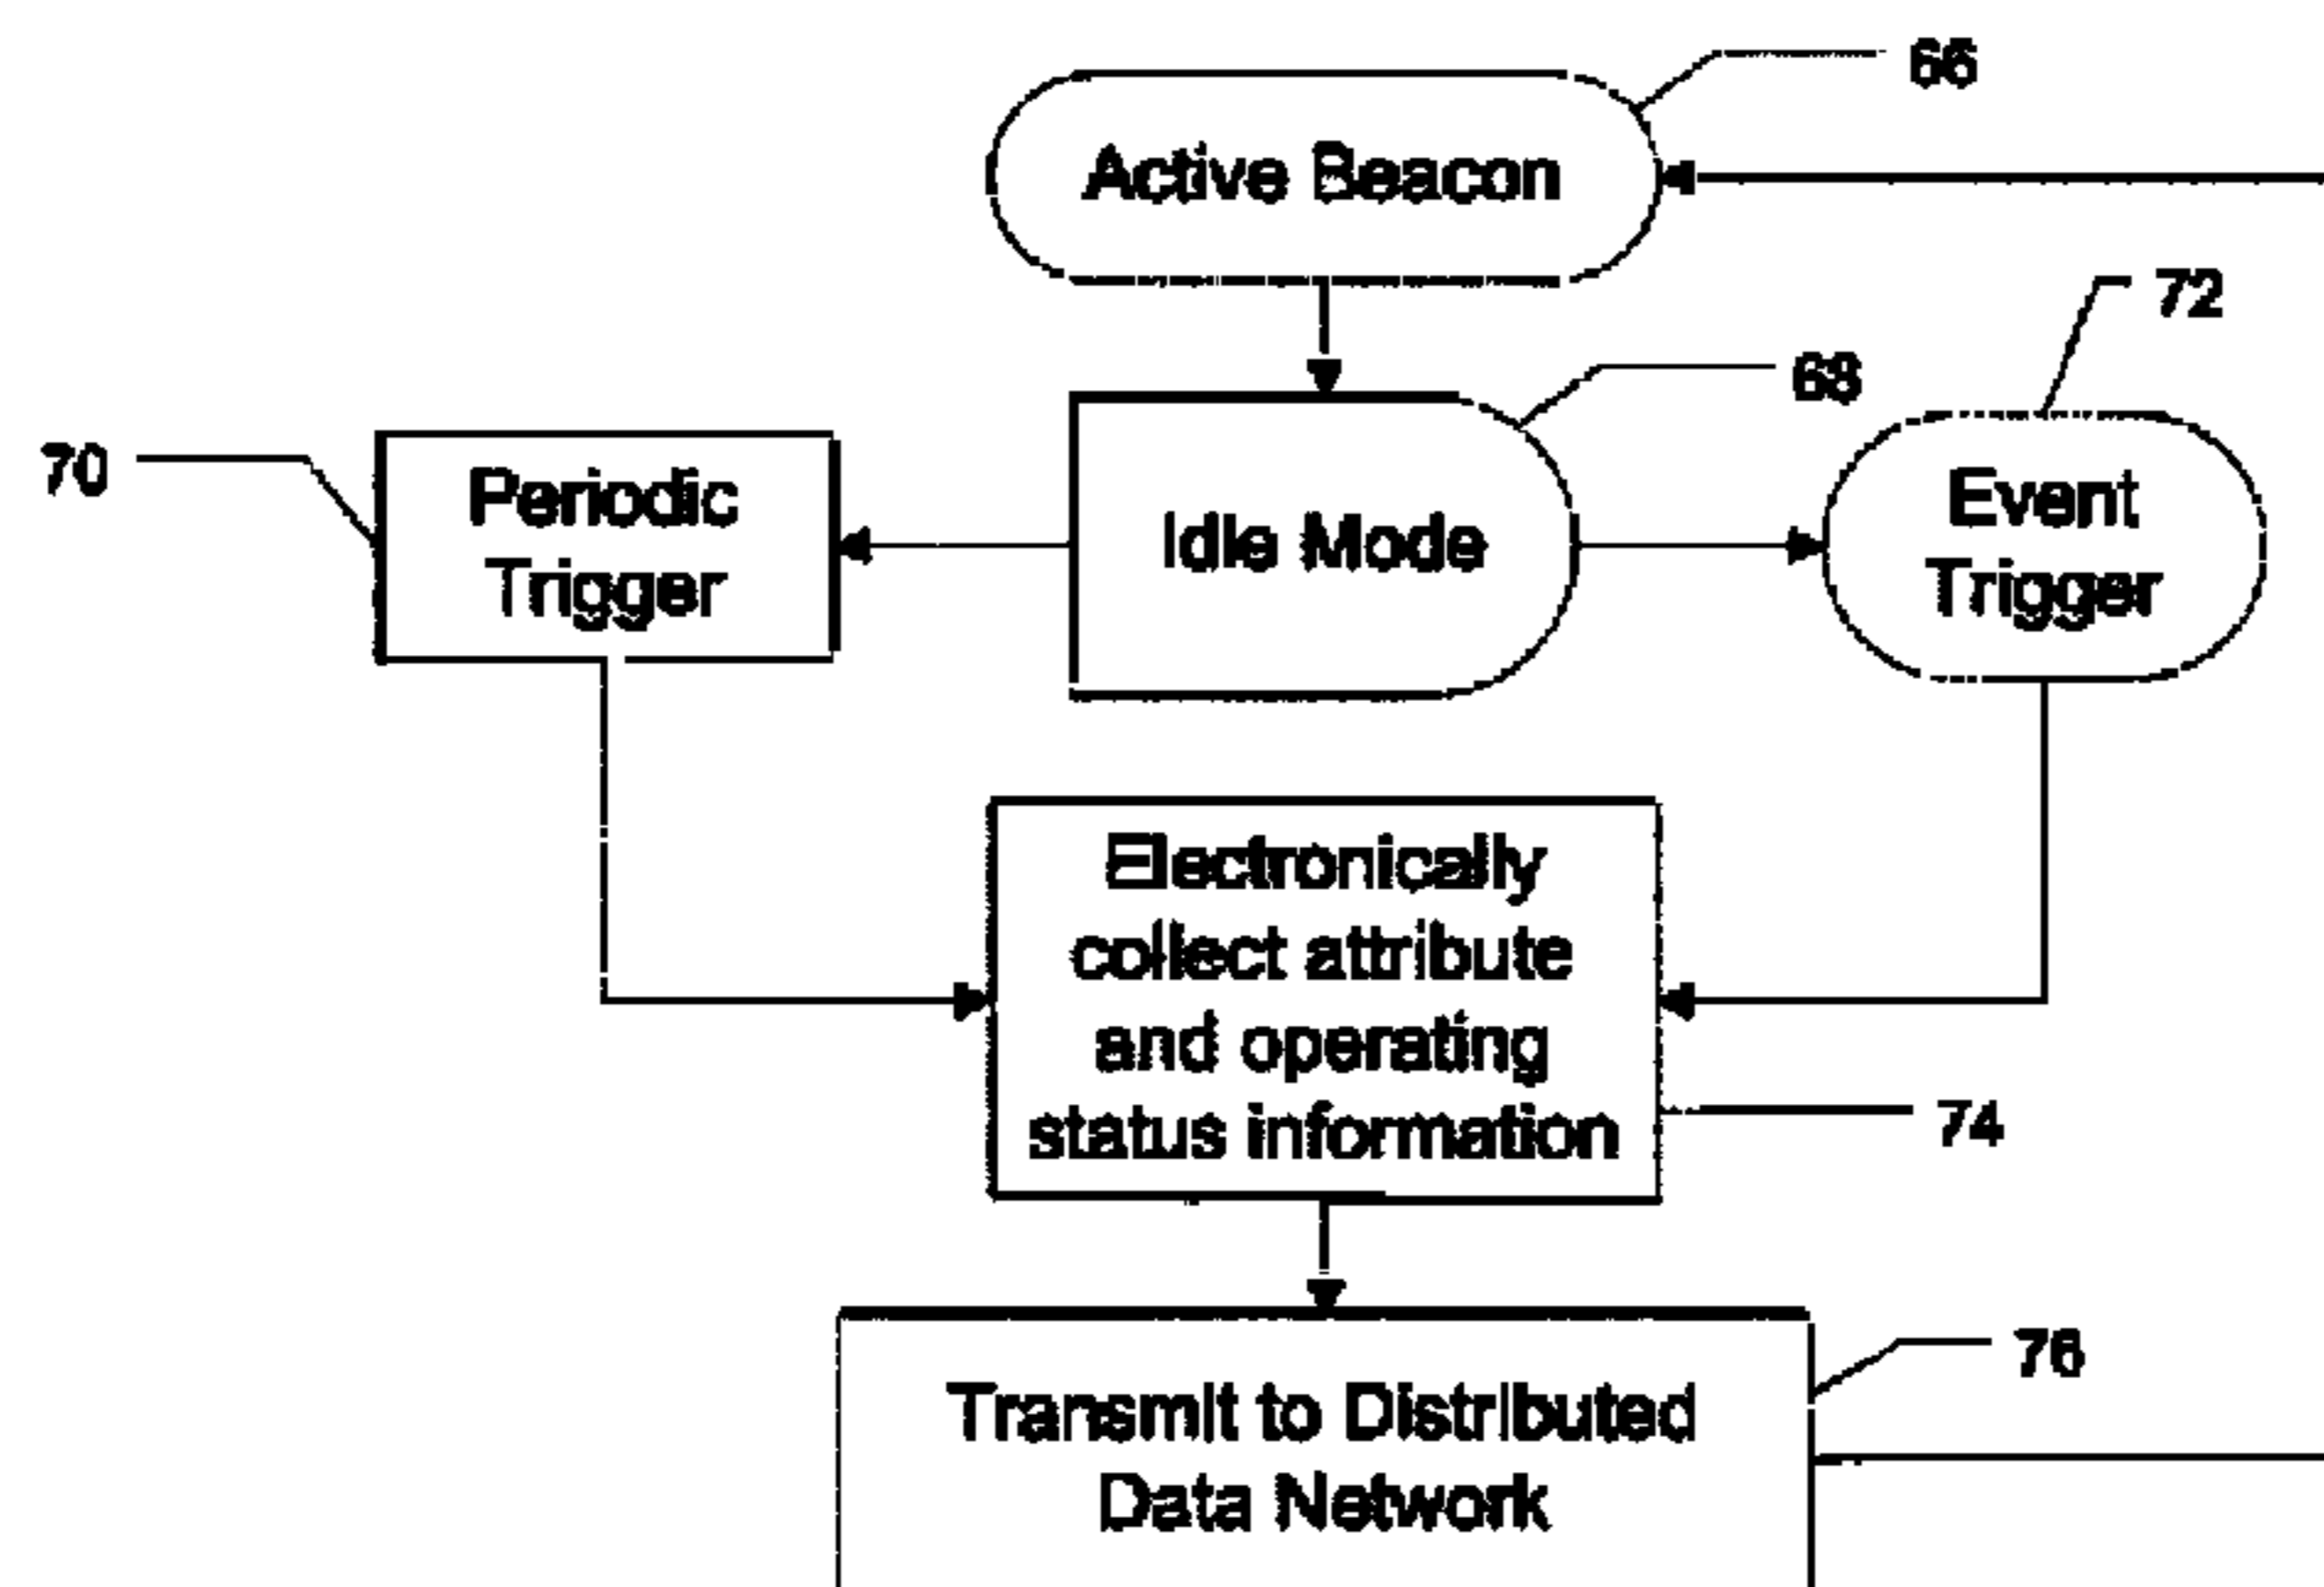 66
Active Beacon
72
68
70
Periodic
Trigger
Idle Mode
Event
Trigger
Electronically
collect attribute
and operating
status information
74
76
Transmit to Distributed
Data Network